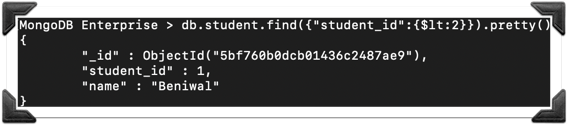 MongoDB Enterprise > db.student.find({"student_id":{$lt:2}}).pretty()
{
"_id" : ObjectId("5bf760b0dcb01436c2487ae9"),
"student_id" : 1,
"name" : "Beniwal"
}